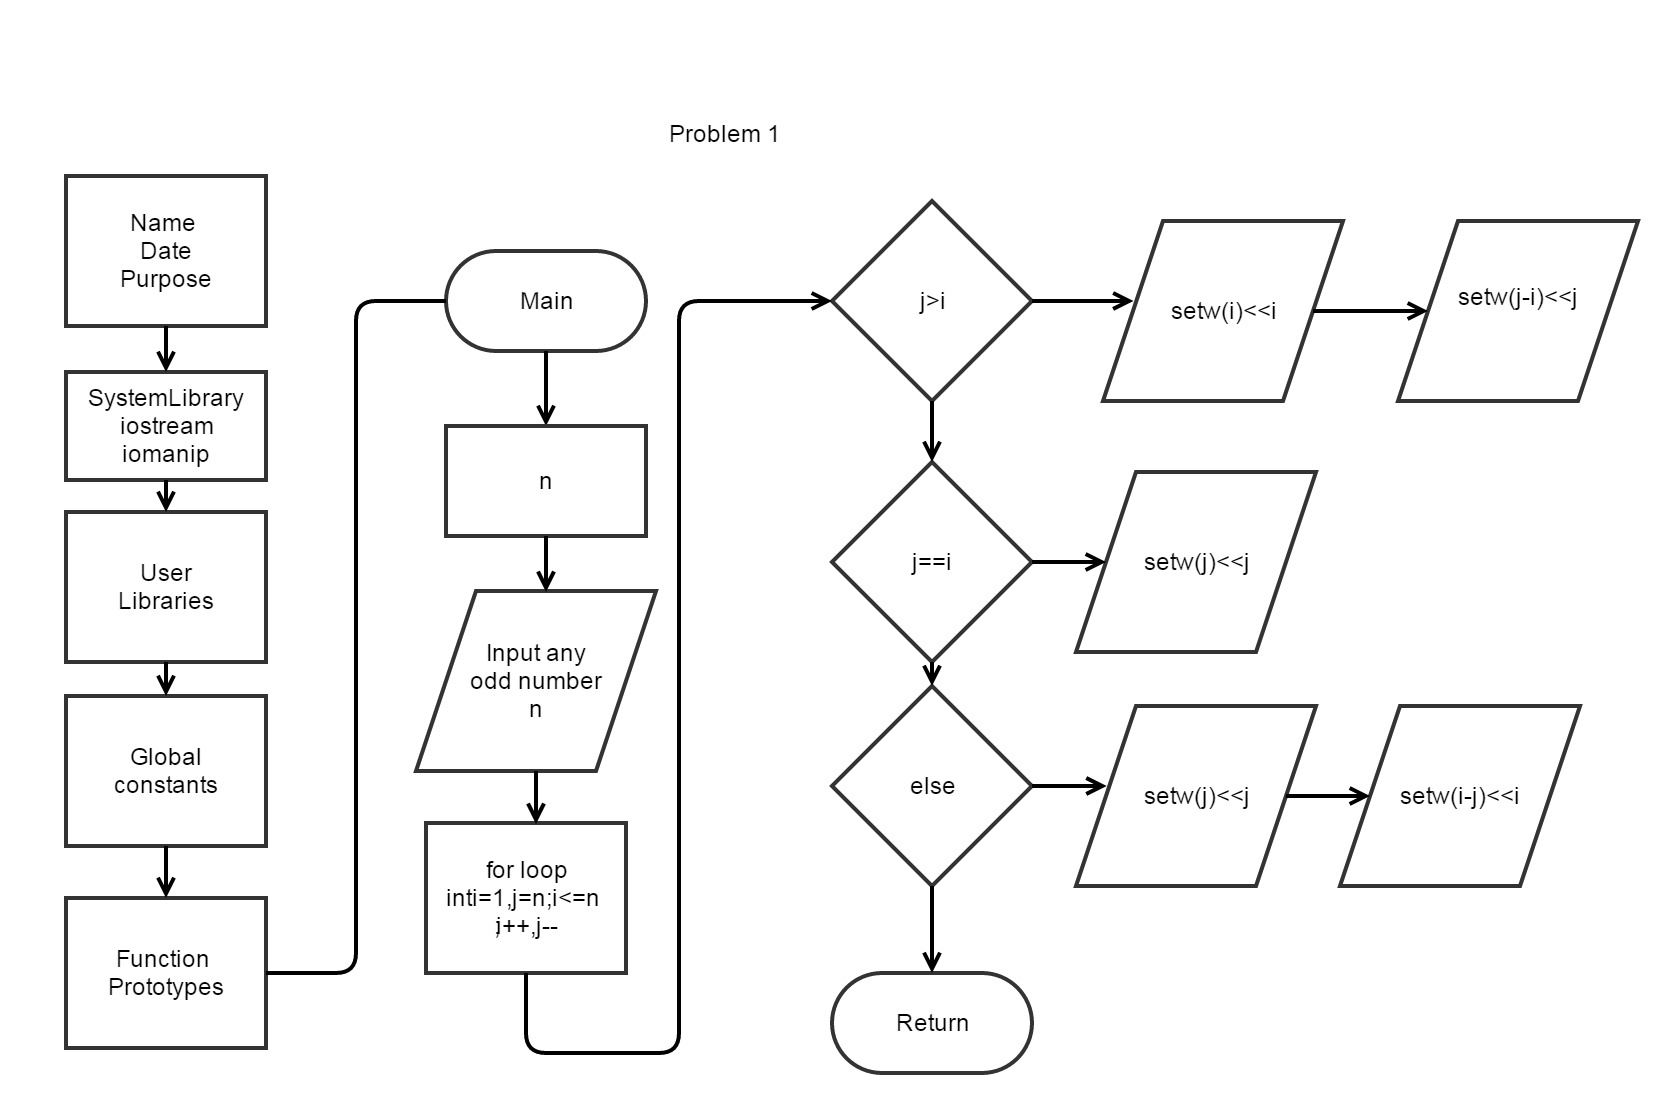 Problem 1
Name
Date
Purpose
SystemLibrary
iostream
iomanip
User
Libraries
Global
constants
Function
Prototypes
Main
n
Input any
odd number
n
for loop
inti=1,j=n;i<=n
;i++,j--
j>i
setw(i)<<i
setw(j-i)<<j
j==i
setw(j)<<j
else
setw(j)<<j
setw(i-j)<<i
Return